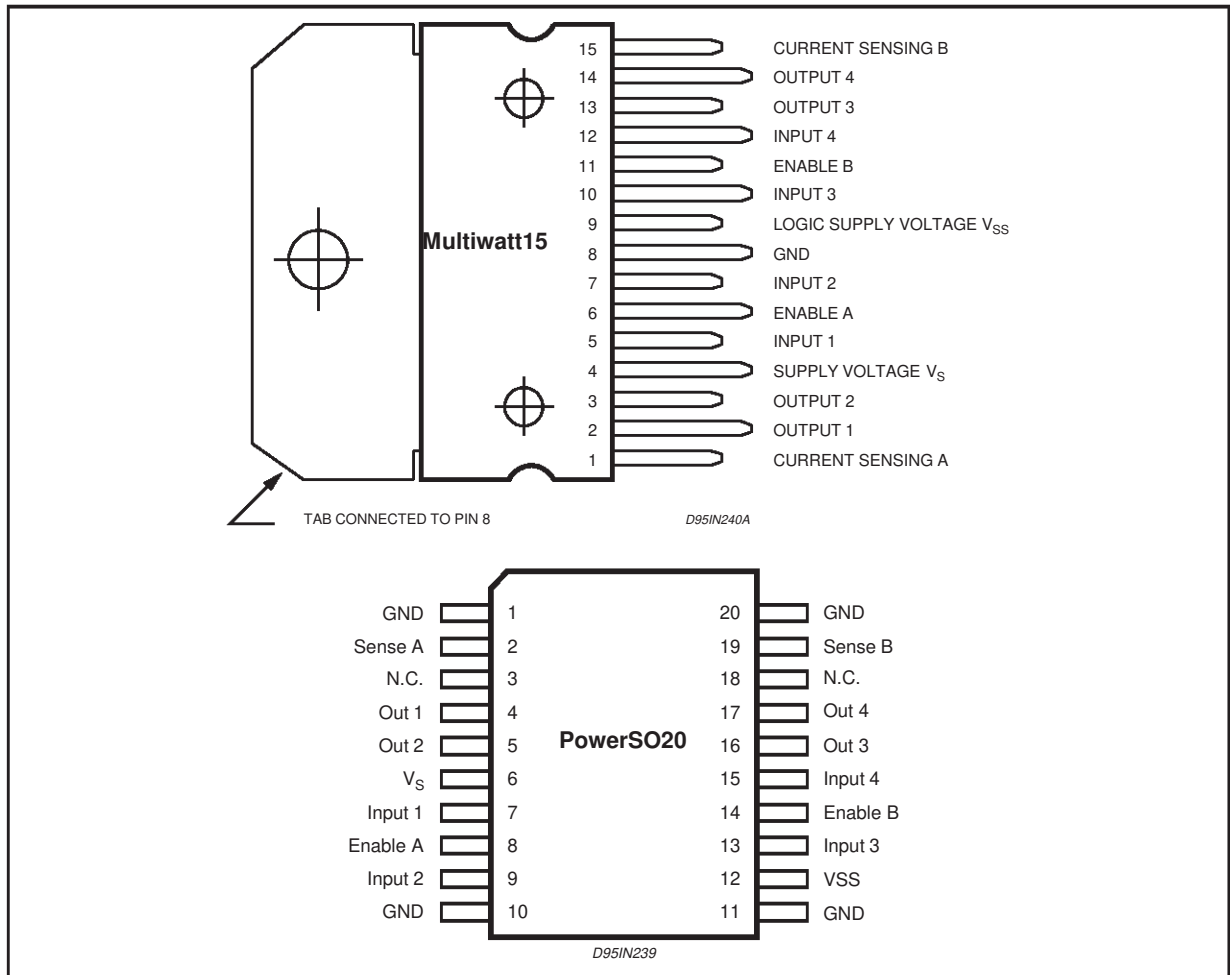 15 CURRENT SENSING B
14 OUTPUT 4
13 OUTPUT 3
12 INPUT 4
11 ENABLE B
10 INPUT 3
9 LOGIC SUPPLY VOLTAGE VSS
Multiwatt15
8 GND
7 INPUT 2
6 ENABLE A
5 INPUT 1
4 SUPPLY VOLTAGE VS
3 OUTPUT 2
2 OUTPUT 1
1 CURRENT SENSING A
TAB CONNECTED TO PIN 8
D95IN240A
GND 1 20 GND
Sense A 2 19 Sense B
N.C. 3 18 N.C.
Out 1 4 17 Out 4
Out 2 5 PowerSO20 16 Out 3
VS 6 15 Input 4
Input 1 7 14 Enable B
Enable A 8 13 Input 3
Input 2 9 12 VSS
GND 10 11 GND
D95IN239